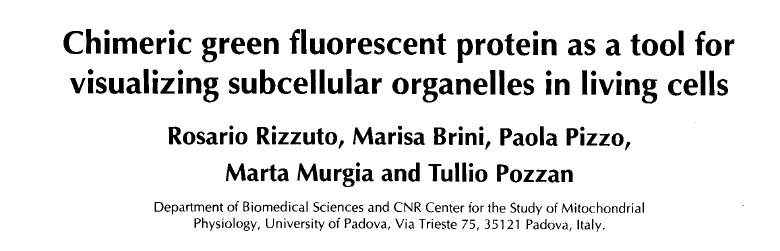 Chimeric green fluorescent protein as a tool for
visualizing subcellular organelles in living cells
Rosario Rizzuto, Marisa Brini, Paola Pizzo,
Marta Murgia and Tullio Pozzan
Department of Biomedical Sciences and CNR Center for the Study of Mitochondrial
Physiology, University of Padova, Via Trieste 75, 35121 Padova, Italy.